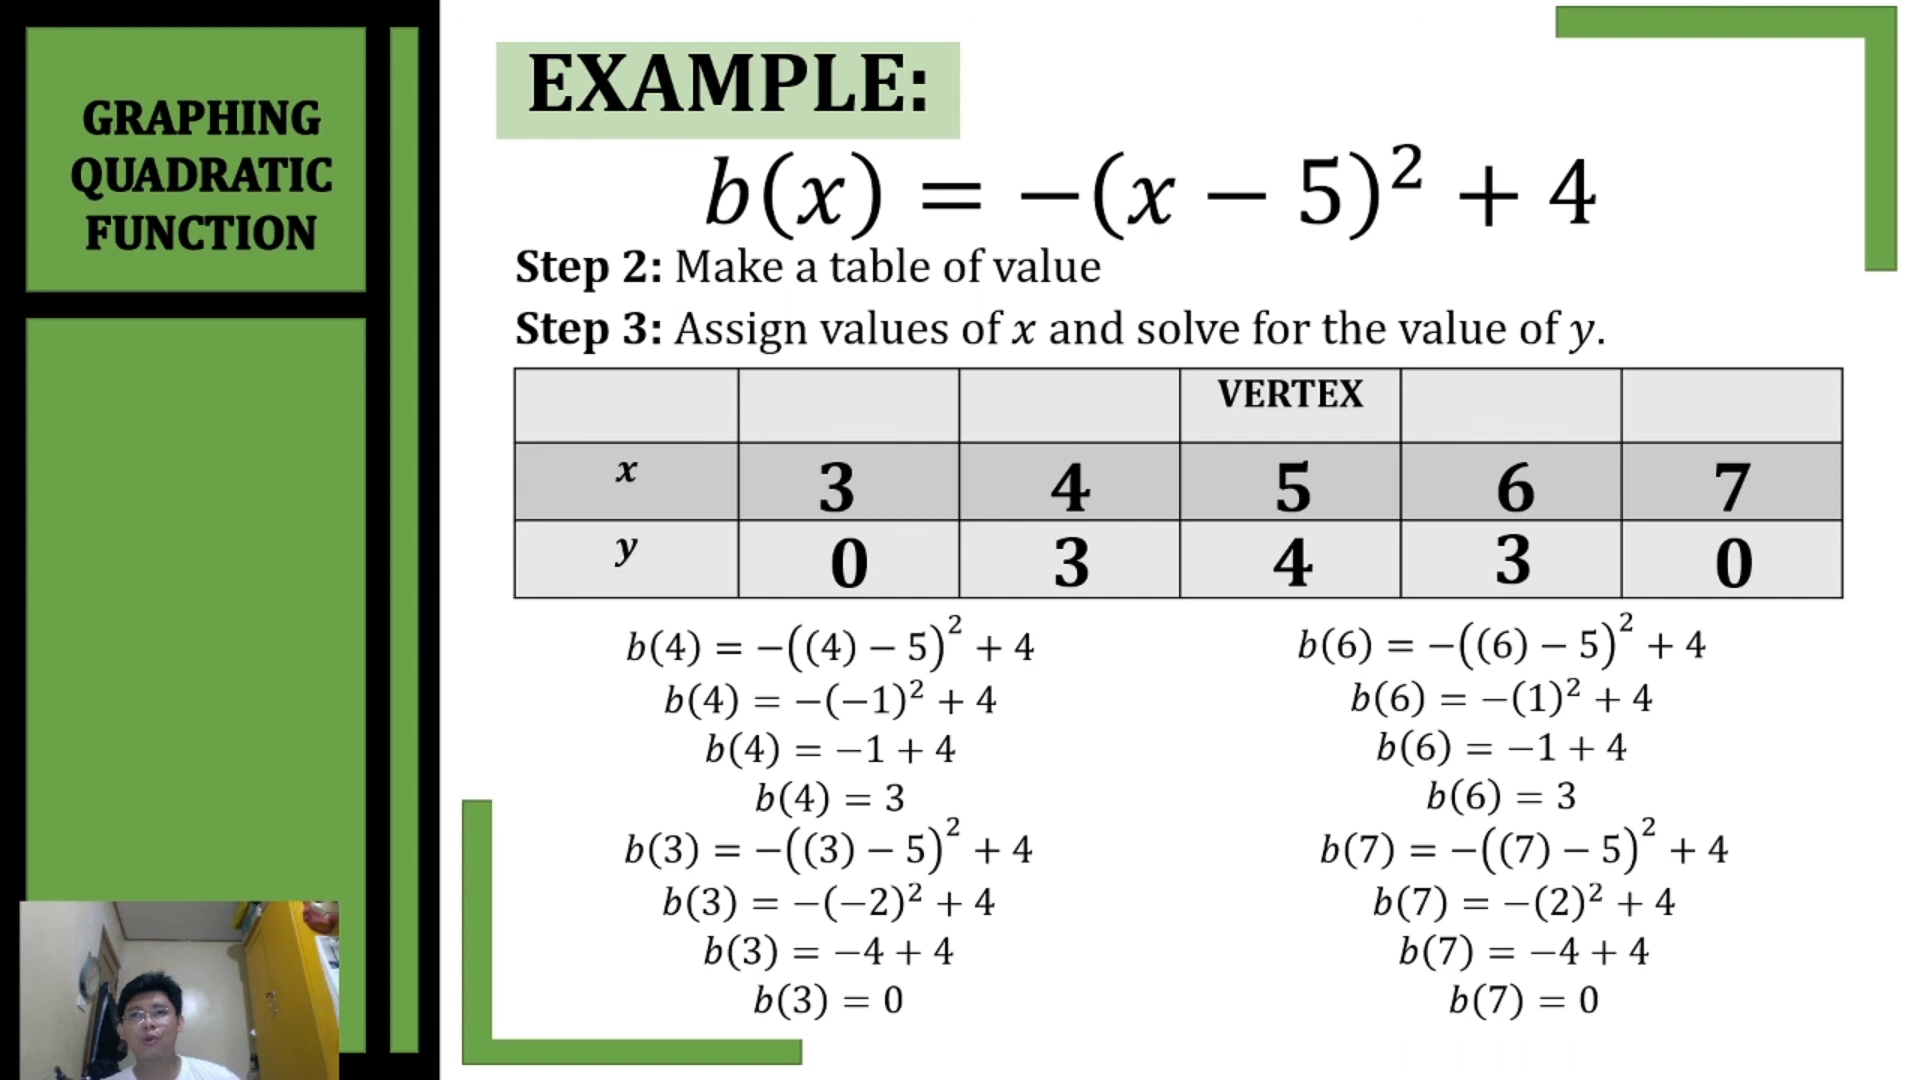 GRAPHING
QUADRATIC
FUNCTION
EXAMPLE:
b(x) = −(x − 5)² + 4
Step 2: Make a table of value
Step 3: Assign values of x and solve for the value of y.
VERTEX
x 3 4 5 6 7
y 0 3 4 3 0
b(4) = −((4) − 5)² + 4
b(4) = −(−1)² + 4
b(4) = −1 + 4
b(4) = 3
b(3) = −((3) − 5)² + 4
b(3) = −(−2)² + 4
b(3) = −4 + 4
b(3) = 0
b(6) = −((6) − 5)² + 4
b(6) = −(1)² + 4
b(6) = −1 + 4
b(6) = 3
b(7) = −((7) − 5)² + 4
b(7) = −(2)² + 4
b(7) = −4 + 4
b(7) = 0